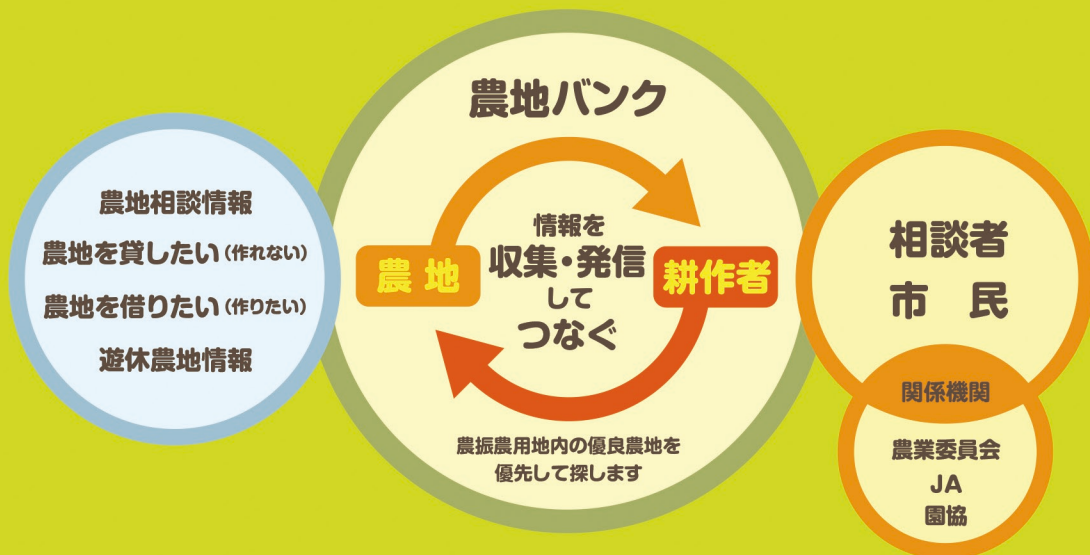 農地バンク
農地相談情報
農地を貸したい(作れない)
農地を借りたい(作りたい)
遊休農地情報
農地
情報を
収集・発信
して
つなぐ
耕作者
農振農用地内の優良農地を
優先して探します
相談者
市 民
関係機関
農業委員会
JA
園協